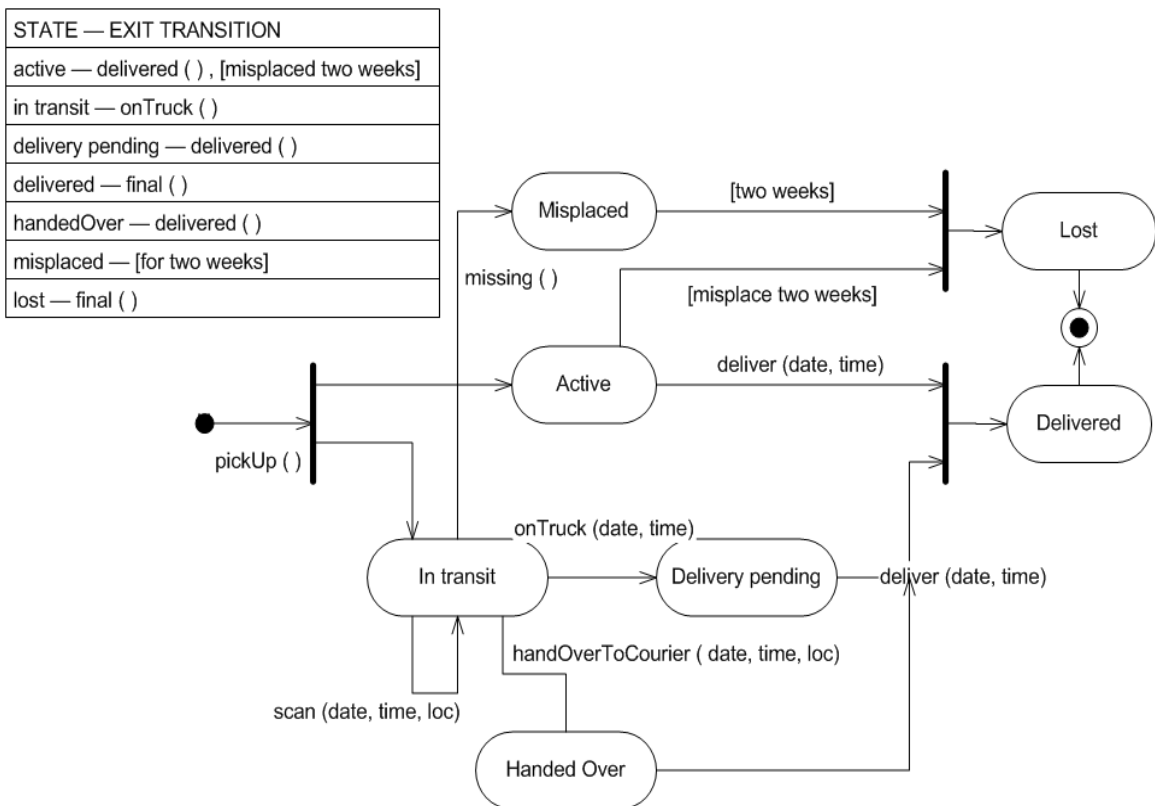 STATE — EXIT TRANSITION
active — delivered ( ) , [misplaced two weeks]
in transit — onTruck ( )
delivery pending — delivered ( )
delivered — final ( )
handedOver — delivered ( )
misplaced — [for two weeks]
lost — final ( )
Misplaced
[two weeks]
Lost
missing ( )
[misplace two weeks]
Active
deliver (date, time)
Delivered
pickUp ( )
onTruck (date, time)
In transit
Delivery pending
deliver (date, time)
handOverToCourier ( date, time, loc)
scan (date, time, loc)
Handed Over